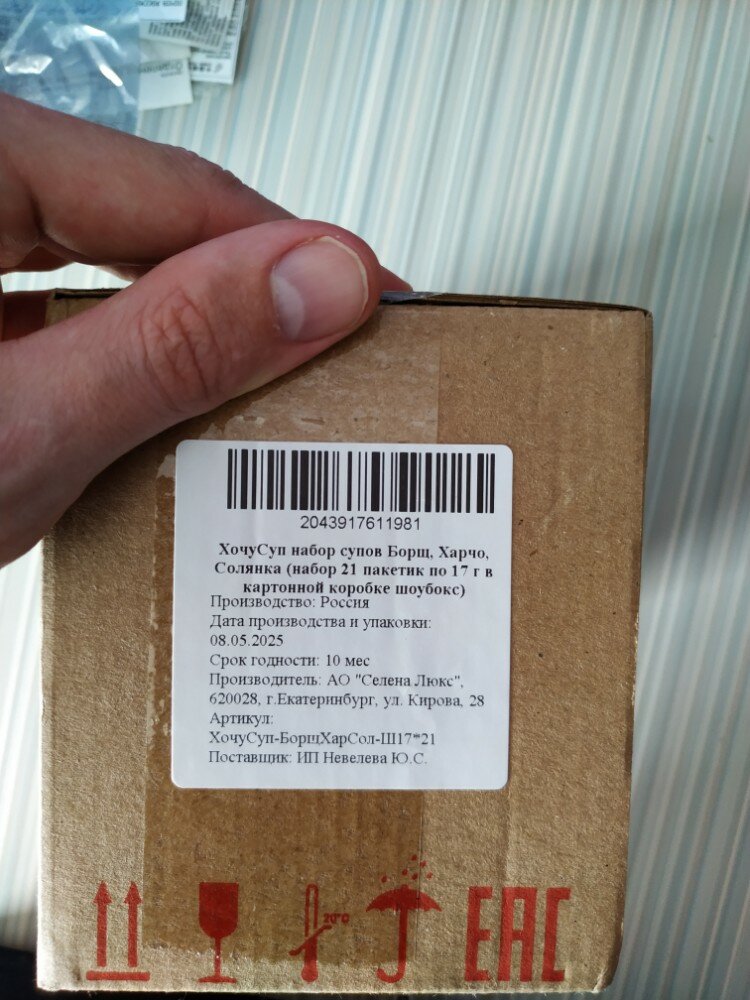 2043917611981
ХочуСуп набор супов Борщ, Харчо,
Солянка (набор 21 пакетик по 17 г в
картонной коробке шоубокс)
Производство: Россия
Дата производства и упаковки:
08.05.2025
Срок годности: 10 мес
Производитель: АО "Селена Люкс",
620028, г.Екатеринбург, ул. Кирова, 28
Артикул:
ХочуСуп-БорщХарСол-Ш17*21
Поставщик: ИП Невелева Ю.С.
20°C
EAC